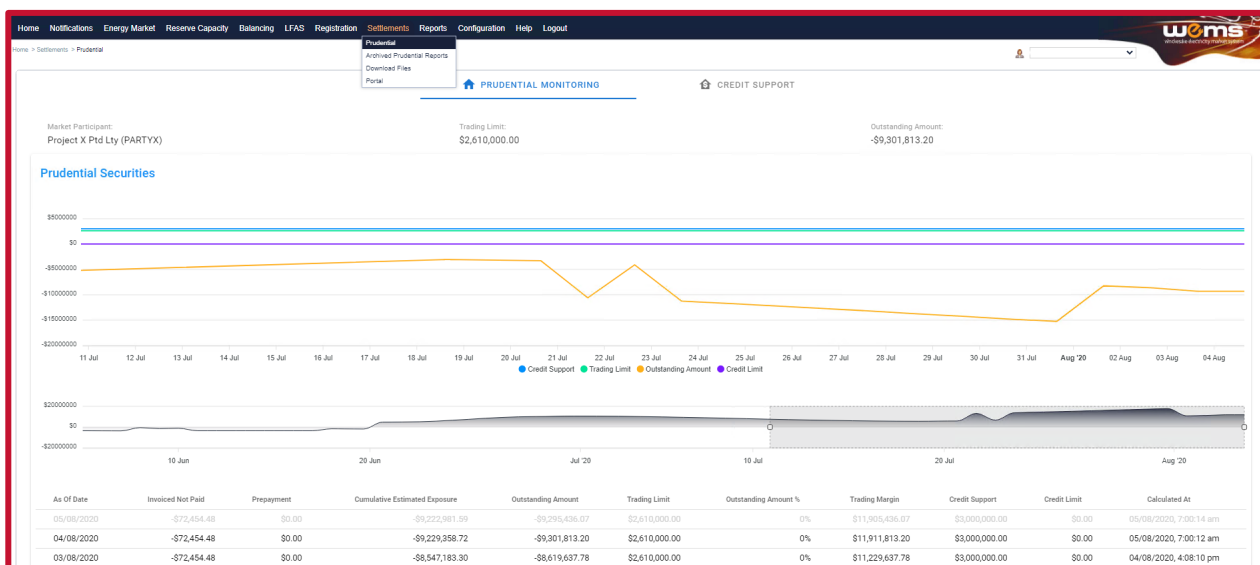 Home Notifications Energy Market Reserve Capacity Balancing LFAS Registration Settlements Reports Configuration Help Logout
wems
wholesale electricity market system
Home > Settlements > Prudential
Prudential
Archived Prudential Reports
Download Files
Portal
PRUDENTIAL MONITORING CREDIT SUPPORT
Market Participant: Trading Limit: Outstanding Amount:
Project X Ptd Lty (PARTYX) $2,610,000.00 -$9,301,813.20
Prudential Securities
$5000000
$0
-$5000000
-$10000000
-$15000000
-$20000000
11 Jul 12 Jul 13 Jul 14 Jul 15 Jul 16 Jul 17 Jul 18 Jul 19 Jul 20 Jul 21 Jul 22 Jul 23 Jul 24 Jul 25 Jul 26 Jul 27 Jul 28 Jul 29 Jul 30 Jul 31 Jul Aug '20 02 Aug 03 Aug 04 Aug
Credit Support Trading Limit Outstanding Amount Credit Limit
$20000000
$0
-$20000000
10 Jun 20 Jun Jul '20 10 Jul 20 Jul Aug '20
As Of Date Invoiced Not Paid Prepayment Cumulative Estimated Exposure Outstanding Amount Trading Limit Outstanding Amount % Trading Margin Credit Support Credit Limit Calculated At
05/08/2020 -$72,454.48 $0.00 -$9,222,981.59 -$9,295,436.07 $2,610,000.00 0% $11,905,436.07 $3,000,000.00 $0.00 05/08/2020, 7:00:14 am
04/08/2020 -$72,454.48 $0.00 -$9,229,358.72 -$9,301,813.20 $2,610,000.00 0% $11,911,813.20 $3,000,000.00 $0.00 05/08/2020, 7:00:12 am
03/08/2020 -$72,454.48 $0.00 -$8,547,183.30 -$8,619,637.78 $2,610,000.00 0% $11,229,637.78 $3,000,000.00 $0.00 04/08/2020, 4:08:10 pm